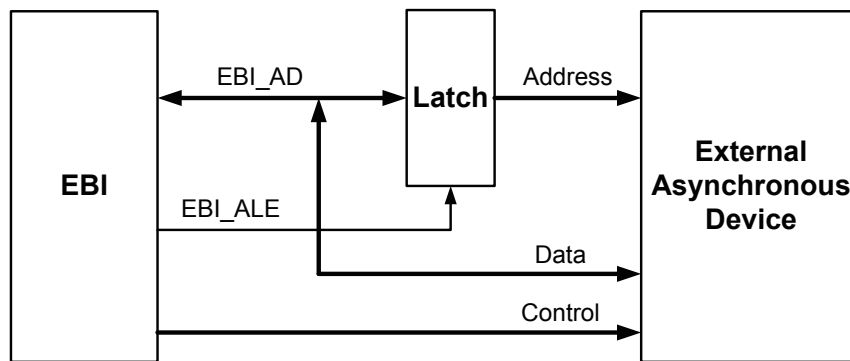 EBI_AD
Latch
Address
EBI
External
Asynchronous
Device
EBI_ALE
Data
Control